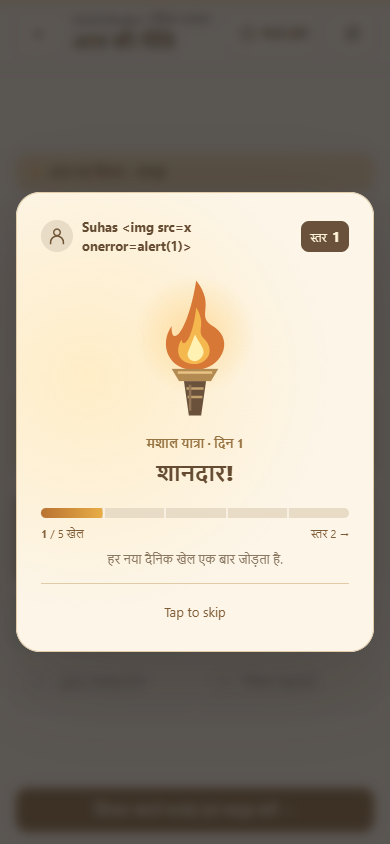 Suhas <img src=x
onerror=alert(1)>
स्तर 1
मशाल यात्रा · दिन 1
शानदार!
1 / 5 खेल
स्तर 2 →
हर नया दैनिक खेल एक बार जोड़ता है.
Tap to skip